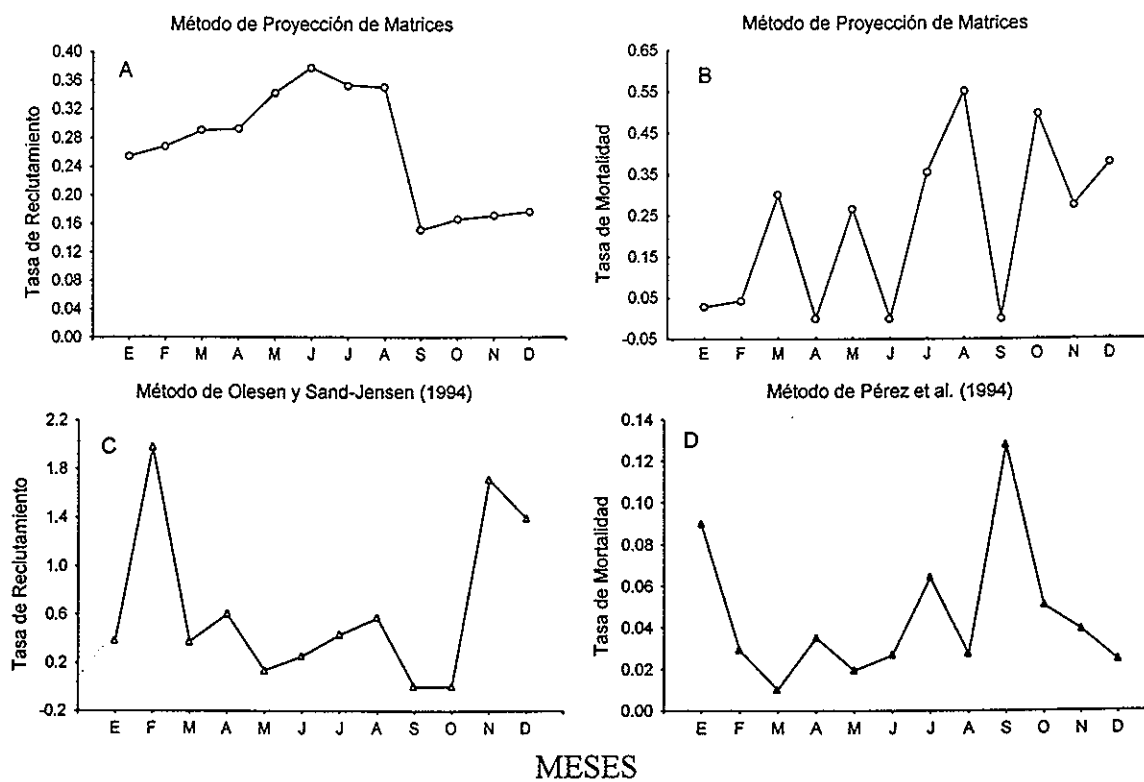 Método de Proyección de Matrices
A
Tasa de Reclutamiento
0.40
0.36
0.32
0.28
0.24
0.20
0.16
0.12
0.08
0.04
0.00
E F M A M J J A S O N D
Método de Proyección de Matrices
B
Tasa de Mortalidad
0.65
0.55
0.45
0.35
0.25
0.15
0.05
-0.05
E F M A M J J A S O N D
Método de Olesen y Sand-Jensen (1994)
C
Tasa de Reclutamiento
2.2
1.8
1.4
1.0
0.6
0.2
-0.2
E F M A M J J A S O N D
Método de Pérez et al. (1994)
D
Tasa de Mortalidad
0.14
0.12
0.10
0.08
0.06
0.04
0.02
0.00
E F M A M J J A S O N D
MESES